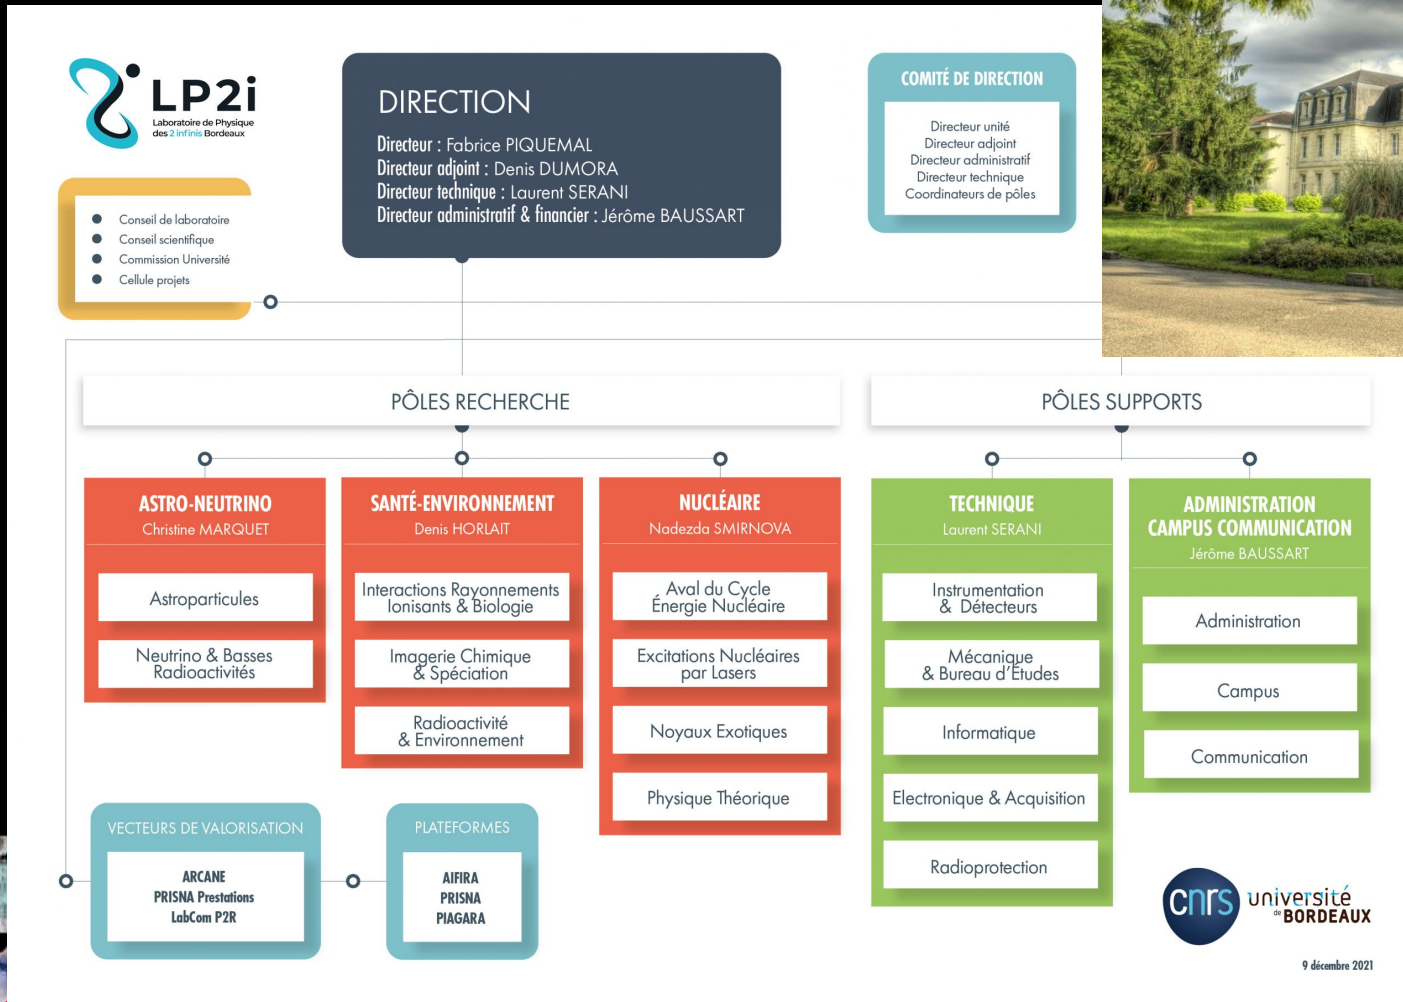 LP2i
Laboratoire de Physique
des 2 infinis Bordeaux
DIRECTION
Directeur : Fabrice PIQUEMAL
Directeur adjoint : Denis DUMORA
Directeur technique : Laurent SERANI
Directeur administratif & financier : Jérôme BAUSSART
COMITÉ DE DIRECTION
Directeur unité
Directeur adjoint
Directeur administratif
Directeur technique
Coordinateurs de pôles
Conseil de laboratoire
Conseil scientifique
Commission Université
Cellule projets
PÔLES RECHERCHE
PÔLES SUPPORTS
ASTRO-NEUTRINO
Christine MARQUET
Astroparticules
Neutrino & Basses
Radioactivités
SANTÉ-ENVIRONNEMENT
Denis HORLAIT
Interactions Rayonnements
Ionisants & Biologie
Imagerie Chimique
& Spéciation
Radioactivité
& Environnement
NUCLÉAIRE
Nadezda SMIRNOVA
Aval du Cycle
Énergie Nucléaire
Excitations Nucléaires
par Lasers
Noyaux Exotiques
Physique Théorique
TECHNIQUE
Laurent SERANI
Instrumentation
& Détecteurs
Mécanique
& Bureau d'Études
Informatique
Electronique & Acquisition
Radioprotection
ADMINISTRATION
CAMPUS COMMUNICATION
Jérôme BAUSSART
Administration
Campus
Communication
VECTEURS DE VALORISATION
ARCANE
PRISNA Prestations
LabCom P2R
PLATEFORMES
AIFIRA
PRISNA
PIAGARA
cnrs
université
de BORDEAUX
9 décembre 2021